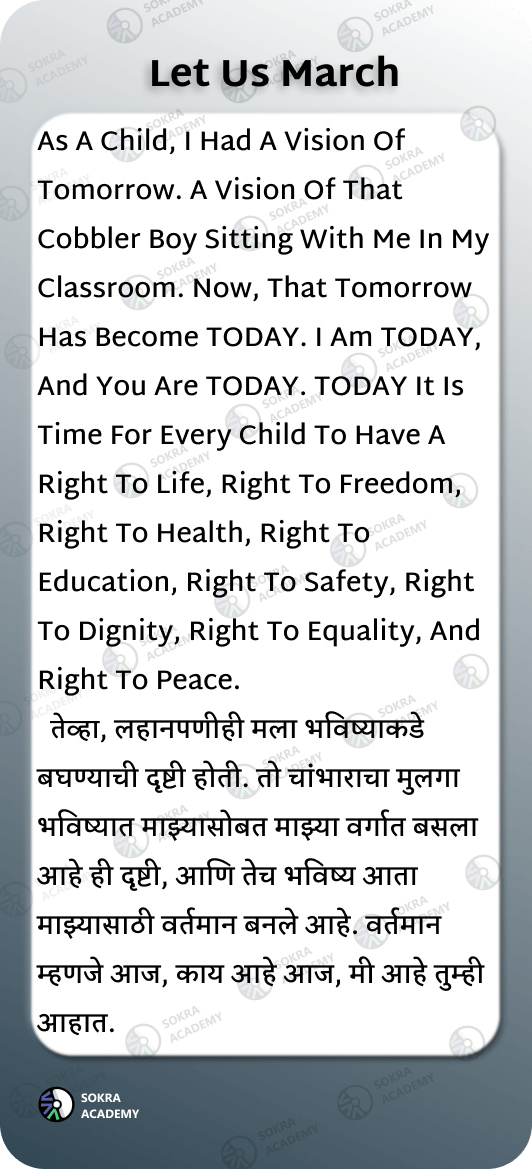 Let Us March
As A Child, I Had A Vision Of
Tomorrow. A Vision Of That
Cobbler Boy Sitting With Me In My
Classroom. Now, That Tomorrow
Has Become TODAY. I Am TODAY,
And You Are TODAY. TODAY It Is
Time For Every Child To Have A
Right To Life, Right To Freedom,
Right To Health, Right To
Education, Right To Safety, Right
To Dignity, Right To Equality, And
Right To Peace.
तेव्हा, लहानपणीही मला भविष्याकडे
बघण्याची दृष्टी होती. तो चांभाराचा मुलगा
भविष्यात माझ्यासोबत माझ्या वर्गात बसला
आहे ही दृष्टी, आणि तेच भविष्य आता
माझ्यासाठी वर्तमान बनले आहे. वर्तमान
म्हणजे आज, काय आहे आज, मी आहे तुम्ही
आहात.
SOKRA
ACADEMY